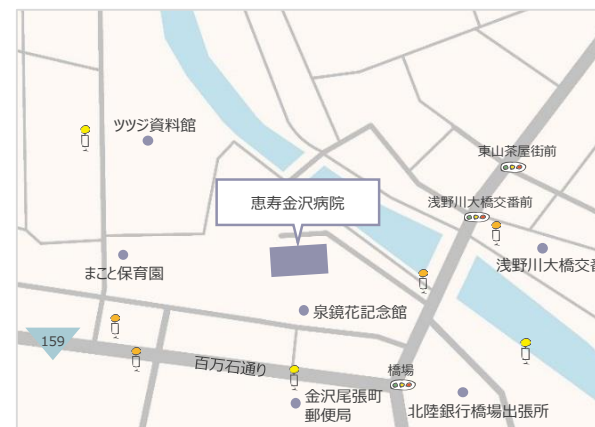 ツツジ資料館
東山茶屋街前
恵寿金沢病院
浅野川大橋交番前
まこと保育園
浅野川大橋交番
泉鏡花記念館
159
百万石通り
橋場
金沢尾張町
郵便局
北陸銀行橋場出張所